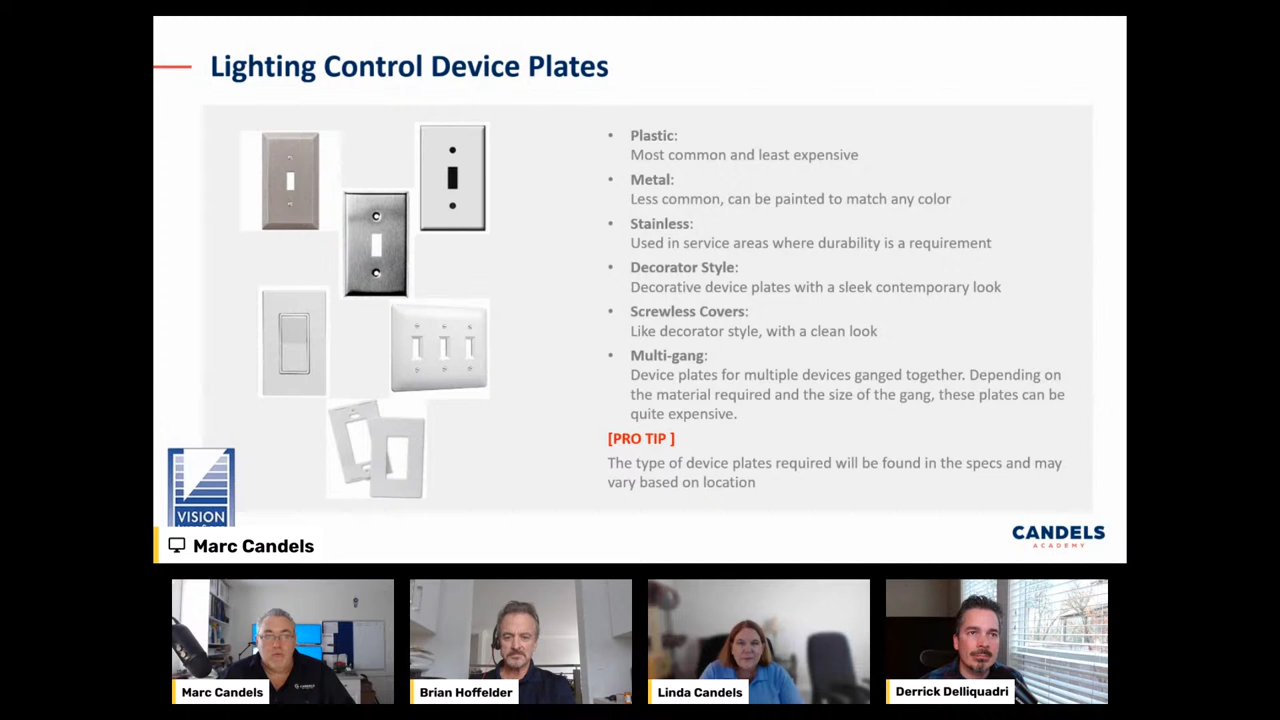 Lighting Control Device Plates
• Plastic:
Most common and least expensive
• Metal:
Less common, can be painted to match any color
• Stainless:
Used in service areas where durability is a requirement
• Decorator Style:
Decorative device plates with a sleek contemporary look
• Screwless Covers:
Like decorator style, with a clean look
• Multi-gang:
Device plates for multiple devices ganged together. Depending on
the material required and the size of the gang, these plates can be
quite expensive.
[PRO TIP ]
The type of device plates required will be found in the specs and may
vary based on location
VISION
CANDELS
ACADEMY
Marc Candels
Marc Candels
Brian Hoffelder
Linda Candels
Derrick Delliquadri